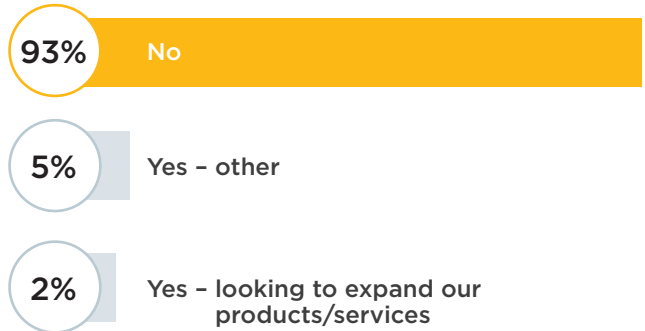 93% No
5% Yes – other
2% Yes – looking to expand our
products/services